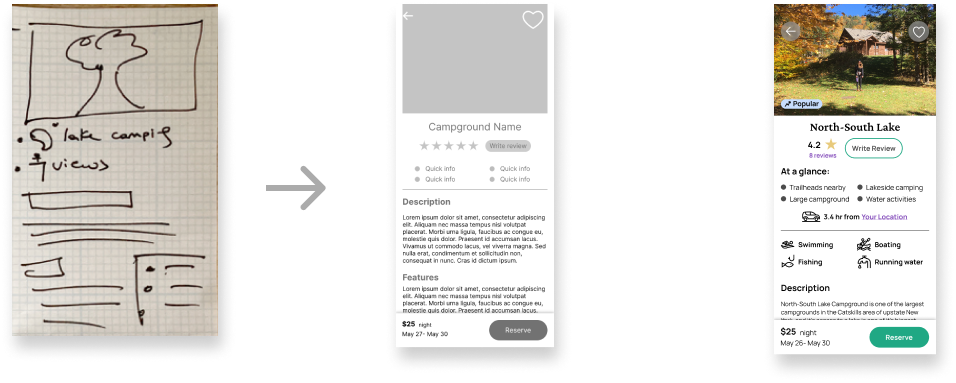 lake camping
views
Campground Name
Write review
Quick info
Quick info
Quick info
Quick info
Description
Lorem ipsum dolor sit amet, consectetur adipiscing
elit. Aliquam nec massa tempus nisl volutpat
placerat. Morbi urna ligula, faucibus ac congue eu,
molestie quis dolor. Praesent id accumsan lacus.
Vivamus ut commodo lacus, vel viverra magna. Sed
nulla erat, condimentum et sollicitudin non,
consequat in nunc. Cras id dictum ipsum.
Features
Lorem ipsum dolor sit amet, consectetur adipiscing
elit. Aliquam nec massa tempus nisl volutpat
placerat. Morbi urna ligula, faucibus ac congue eu,
molestie quis dolor. Praesent id accumsan lacus.
$25 night
May 27- May 30
Reserve
Popular
North-South Lake
4.2
8 reviews
Write Review
At a glance:
Trailheads nearby
Lakeside camping
Large campground
Water activities
3.4 hr from Your Location
Swimming
Boating
Fishing
Running water
Description
North-South Lake Campground is one of the largest
campgrounds in the Catskills area of upstate New
$25 night
May 26- May 30
Reserve